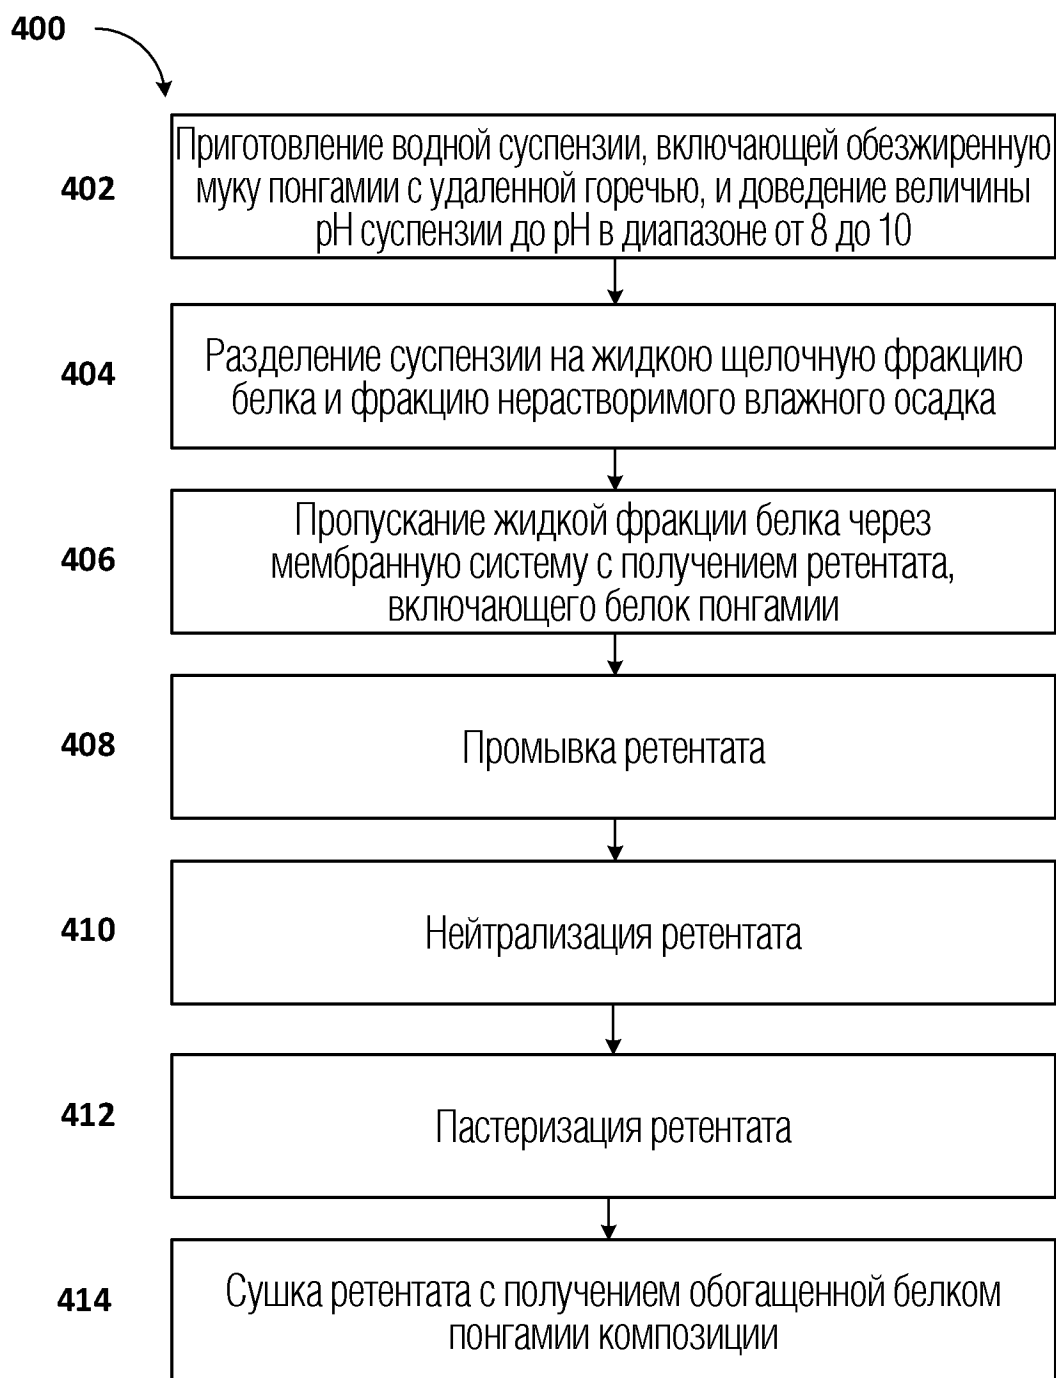 400
402
Приготовление водной суспензии, включающей обезжиренную
муку понгамии с удаленной горечью, и доведение величины
pH суспензии до pH в диапазоне от 8 до 10
404
Разделение суспензии на жидкою щелочную фракцию
белка и фракцию нерастворимого влажного осадка
406
Пропускание жидкой фракции белка через
мембранную систему с получением ретентата,
включающего белок понгамии
408
Промывка ретентата
410
Нейтрализация ретентата
412
Пастеризация ретентата
414
Сушка ретентата с получением обогащенной белком
понгамии композиции